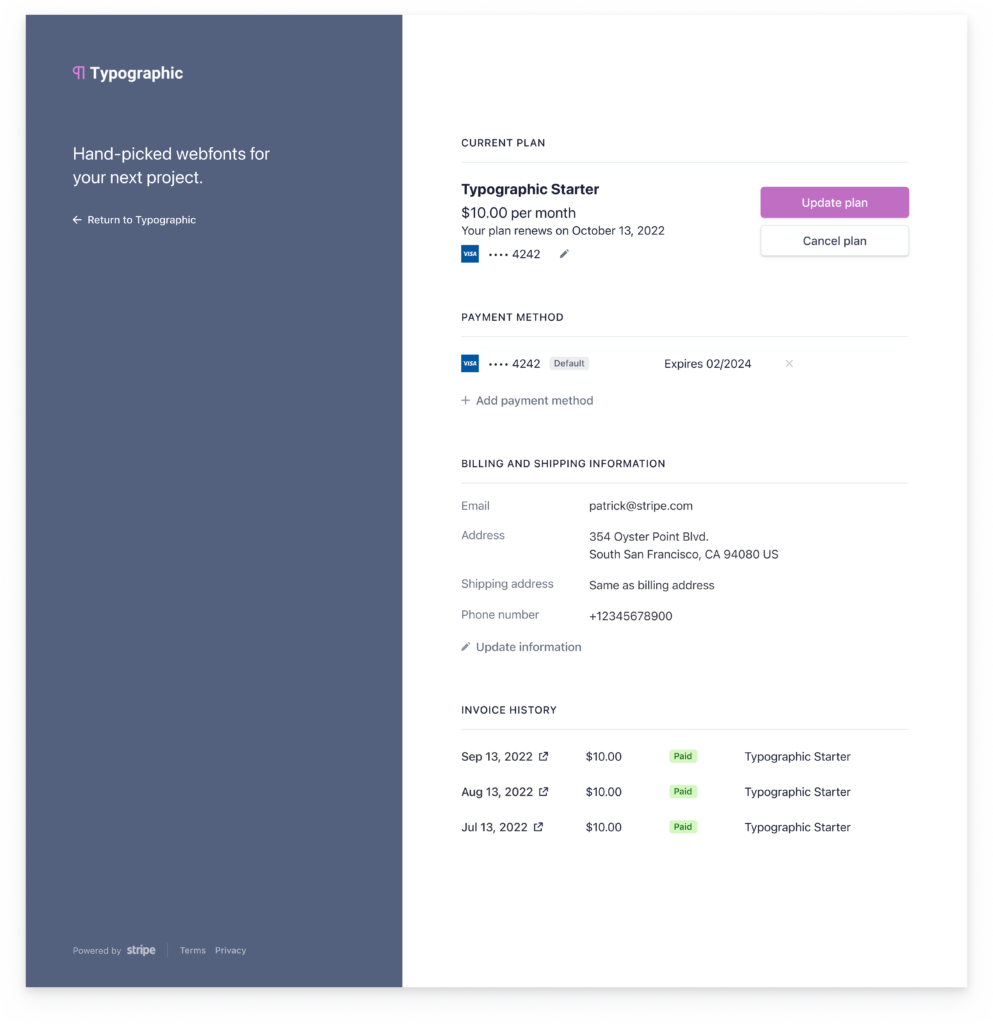 Typographic
Hand-picked webfonts for
your next project.
← Return to Typographic
Powered by stripe Terms Privacy
CURRENT PLAN
Typographic Starter
$10.00 per month
Your plan renews on October 13, 2022
VISA •••• 4242
Update plan
Cancel plan
PAYMENT METHOD
VISA •••• 4242 Default Expires 02/2024 ×
+ Add payment method
BILLING AND SHIPPING INFORMATION
Email patrick@stripe.com
Address 354 Oyster Point Blvd.
South San Francisco, CA 94080 US
Shipping address Same as billing address
Phone number +12345678900
Update information
INVOICE HISTORY
Sep 13, 2022 $10.00 Paid Typographic Starter
Aug 13, 2022 $10.00 Paid Typographic Starter
Jul 13, 2022 $10.00 Paid Typographic Starter